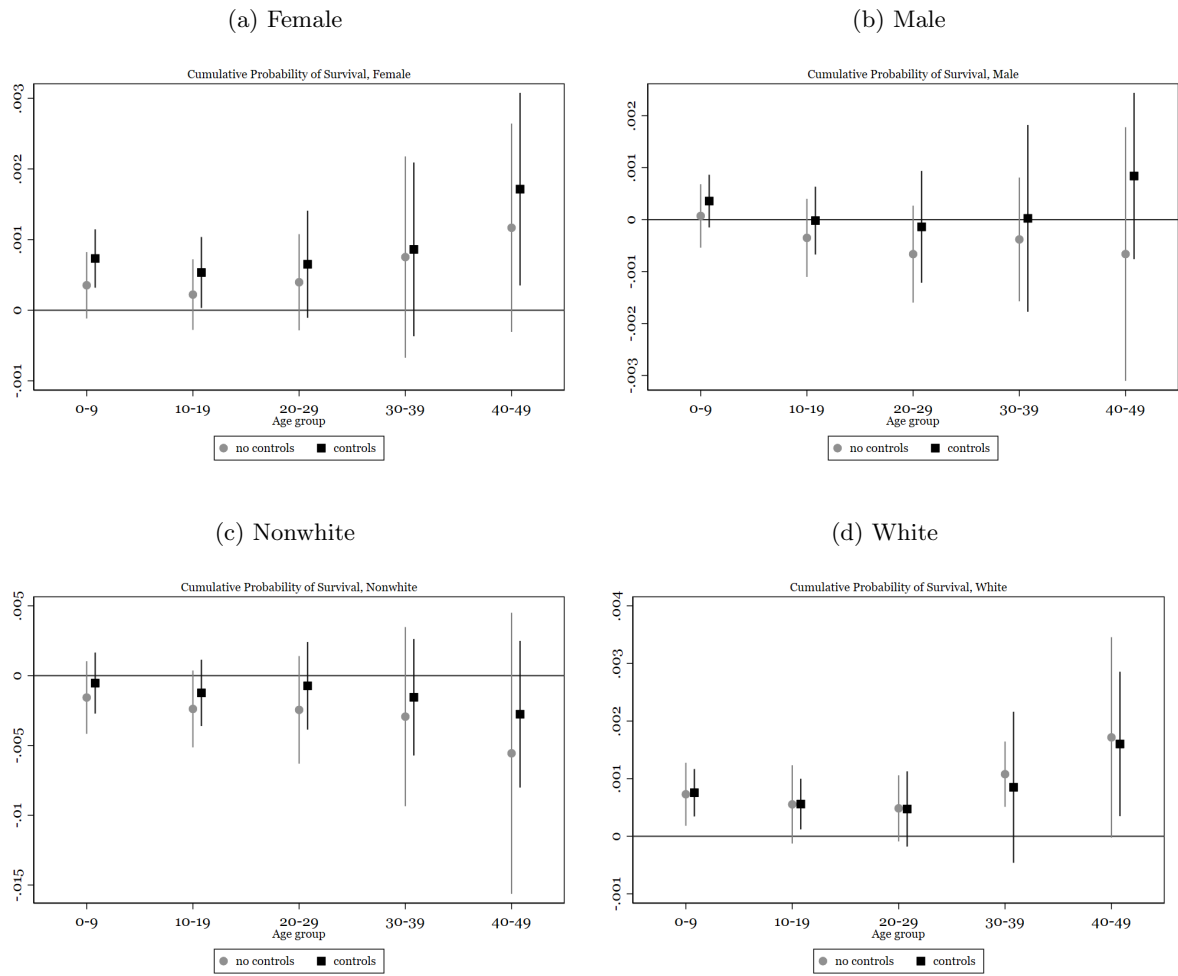 (a) Female
Cumulative Probability of Survival, Female
.003
.002
.001
0
-.001
0-9 10-19 20-29 30-39 40-49
Age group
no controls controls
(b) Male
Cumulative Probability of Survival, Male
.002
.001
0
-.001
-.002
-.003
0-9 10-19 20-29 30-39 40-49
Age group
no controls controls
(c) Nonwhite
Cumulative Probability of Survival, Nonwhite
.005
0
-.005
-.01
-.015
0-9 10-19 20-29 30-39 40-49
Age group
no controls controls
(d) White
Cumulative Probability of Survival, White
.004
.003
.002
.001
0
-.001
0-9 10-19 20-29 30-39 40-49
Age group
no controls controls